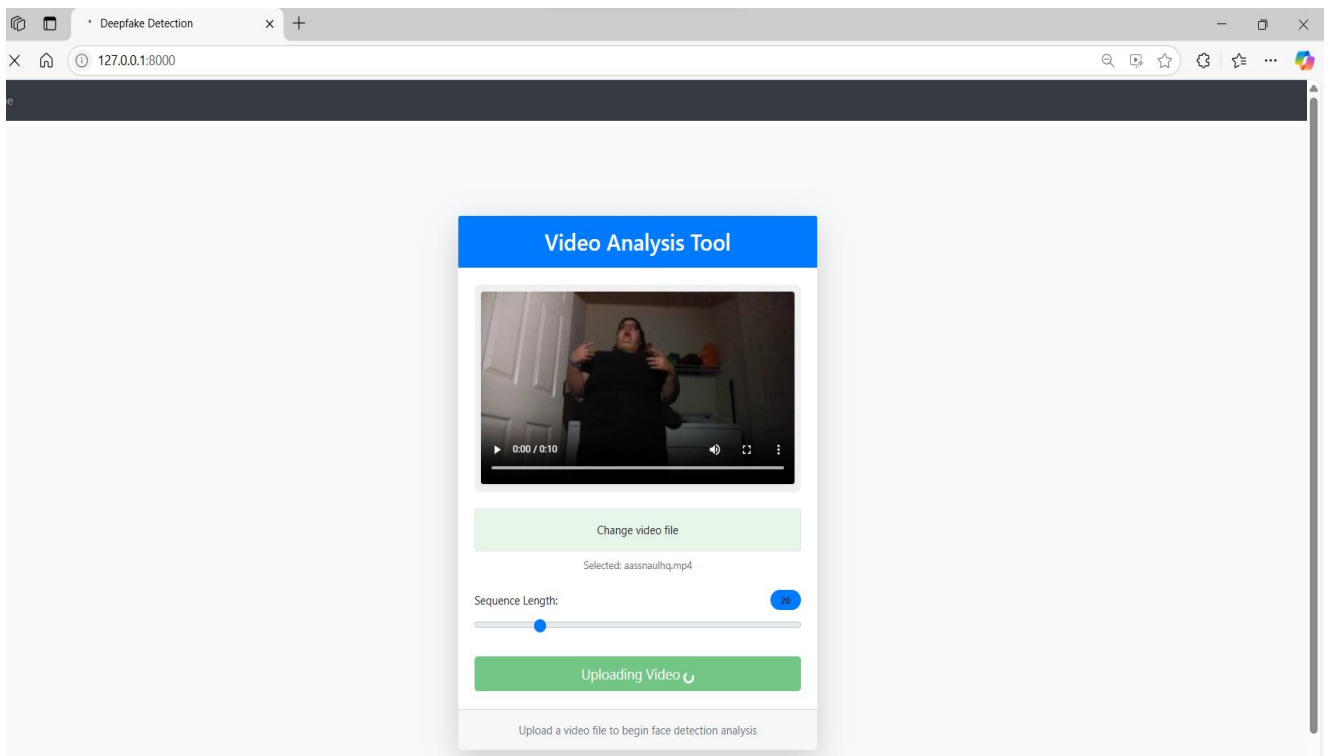 Deepfake Detection
127.0.0.1:8000
Video Analysis Tool
0:00 / 0:10
Change video file
Selected: aassnaulhq.mp4
Sequence Length:
20
Uploading Video
Upload a video file to begin face detection analysis